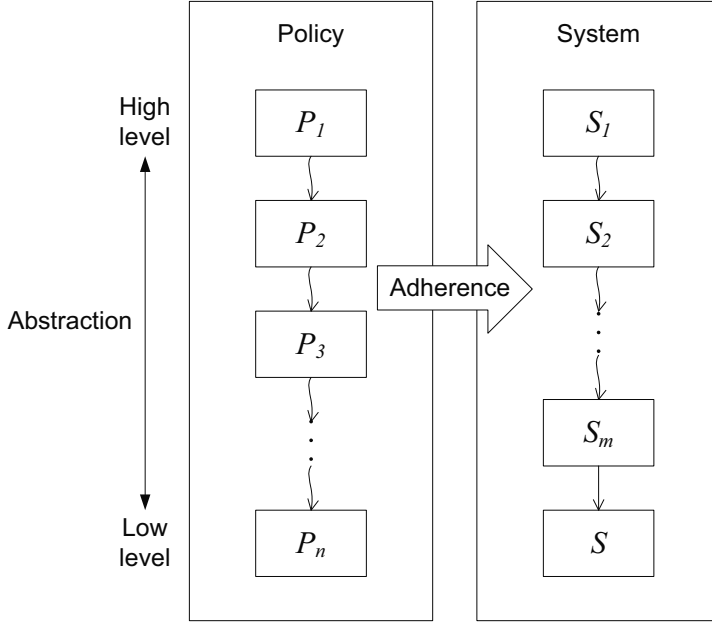 Policy
System
High
level
P1
S1
P2
S2
Adherence
Abstraction
P3
Sm
Low
level
Pn
S